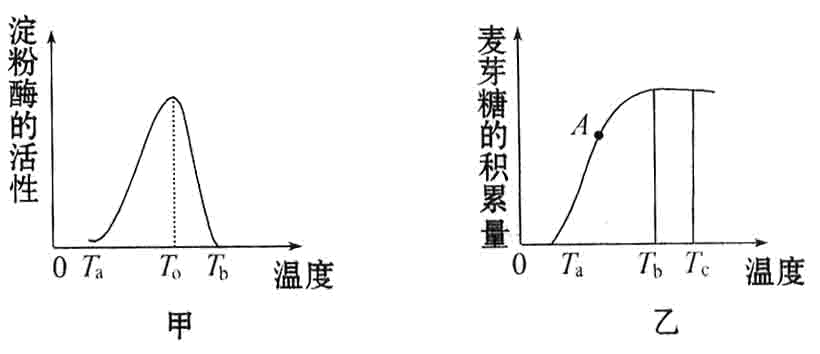 淀粉酶的活性
0 Ta To Tb 温度
甲
麦芽糖的积累量
A
0 Ta Tb Tc 温度
乙